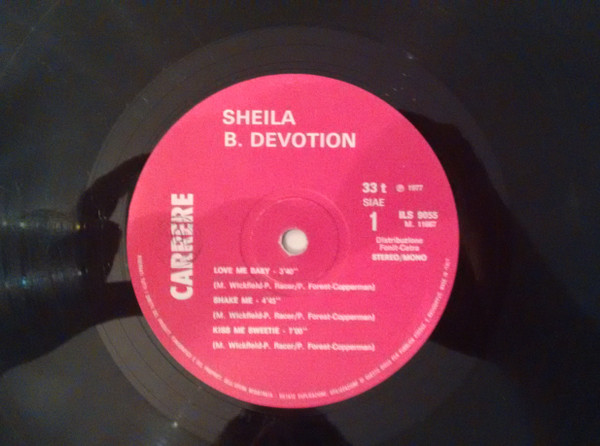 SHEILA
B. DEVOTION
CARRERE
33 t ℗ 1977
SIAE
1
ILS 9055
M. 11967
Distribuzione
Fonit-Cetra
STEREO/MONO
LOVE ME BABY - 3'40"
(M. Wickfield-P. Racer/P. Forest-Copperman)
SHAKE ME - 4'45"
(M. Wickfield-P. Racer/P. Forest-Copperman)
KISS ME SWEETIE - 7'00"
(M. Wickfield-P. Racer/P. Forest-Copperman)